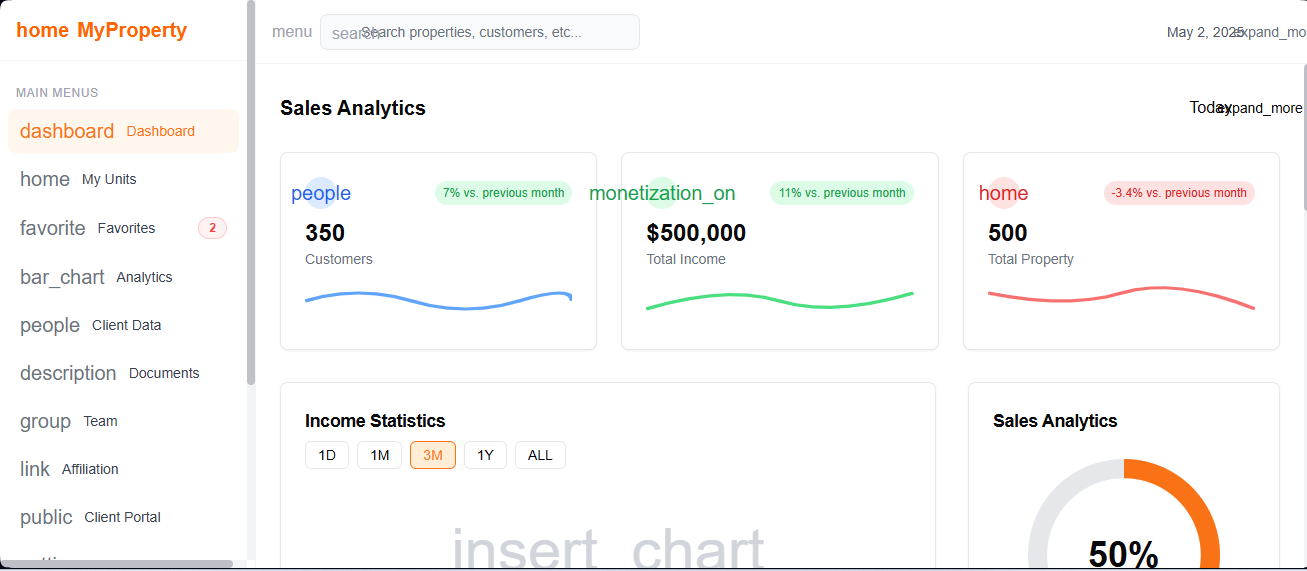 home MyProperty
menu
search
Search properties, customers, etc...
May 2, 2025
expand_mo
MAIN MENUS
dashboard Dashboard
home My Units
favorite Favorites 2
bar_chart Analytics
people Client Data
description Documents
group Team
link Affiliation
public Client Portal
Sales Analytics
Today
expand_more
people
7% vs. previous month
350
Customers
monetization_on
11% vs. previous month
$500,000
Total Income
home
-3.4% vs. previous month
500
Total Property
Income Statistics
1D 1M 3M 1Y ALL
insert_chart
Sales Analytics
50%